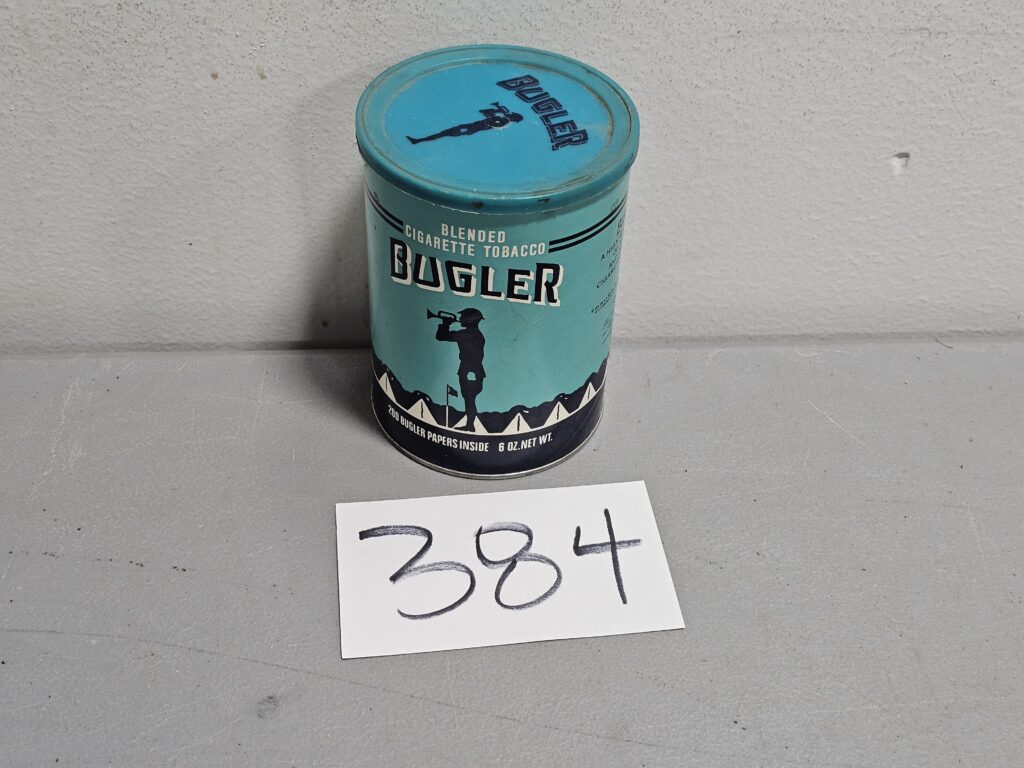 BUGLER
BLENDED
CIGARETTE TOBACCO
BUGLER
200 BUGLER PAPERS INSIDE 6 OZ. NET WT.
384